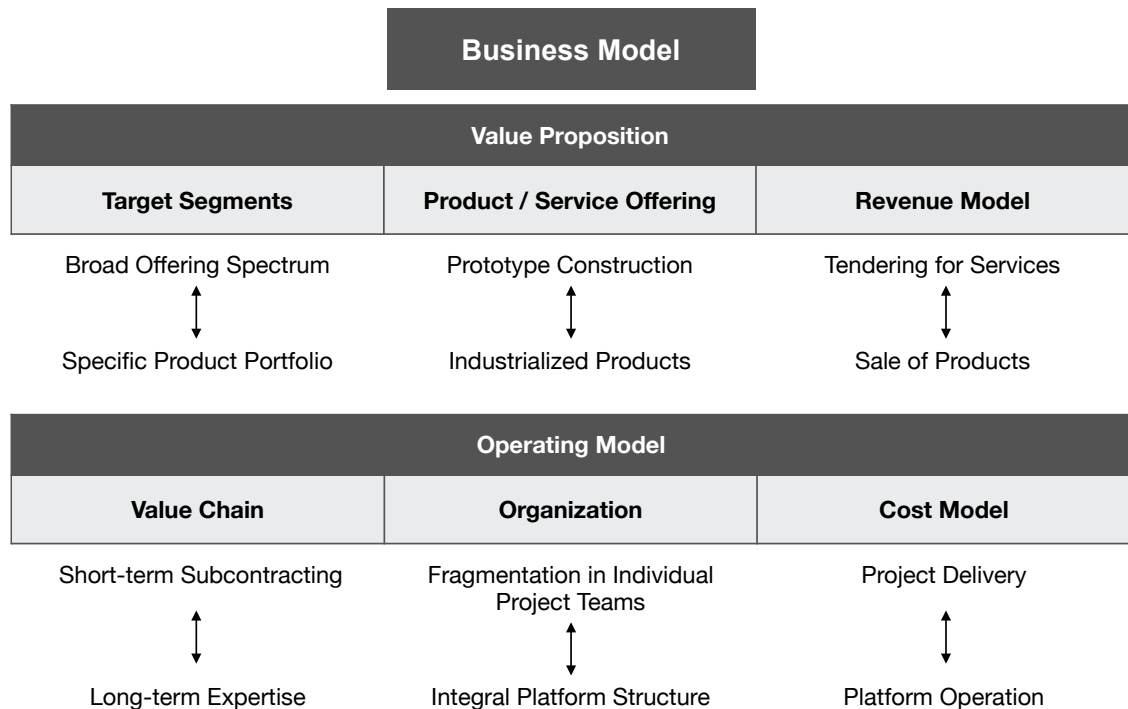 Business Model
Value Proposition
Target Segments
Product / Service Offering
Revenue Model
Broad Offering Spectrum
Prototype Construction
Tendering for Services
Specific Product Portfolio
Industrialized Products
Sale of Products
Operating Model
Value Chain
Organization
Cost Model
Short-term Subcontracting
Fragmentation in Individual
Project Teams
Project Delivery
Long-term Expertise
Integral Platform Structure
Platform Operation